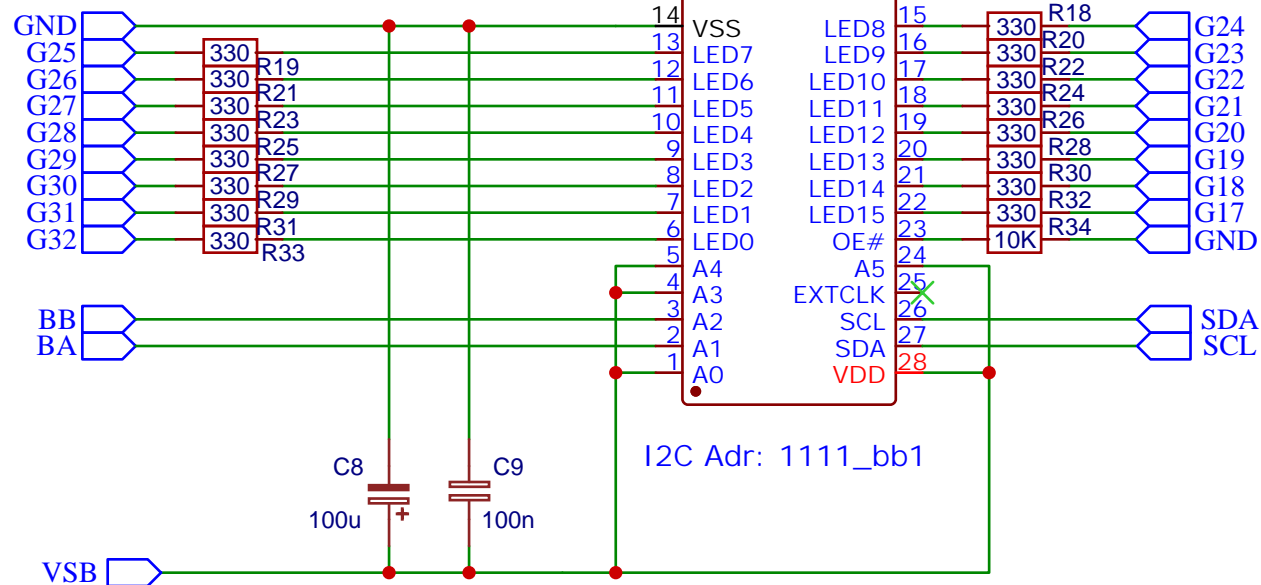 GND 14 VSS LED8 15 330 R18 G24
G25 330 R19 13 LED7 LED9 16 330 R20 G23
G26 330 R21 12 LED6 LED10 17 330 R22 G22
G27 330 R23 11 LED5 LED11 18 330 R24 G21
G28 330 R25 10 LED4 LED12 19 330 R26 G20
G29 330 R27 9 LED3 LED13 20 330 R28 G19
G30 330 R29 8 LED2 LED14 21 330 R30 G18
G31 330 R31 7 LED1 LED15 22 330 R32 G17
G32 330 R33 6 LED0 OE# 23 10K R34 GND
5 A4 A5 24
4 A3 EXTCLK 25
BB 3 A2 SCL 26 SDA
BA 2 A1 SDA 27 SCL
1 A0 VDD 28
I2C Adr: 1111_bb1
C8 C9
100u + 100n
VSB